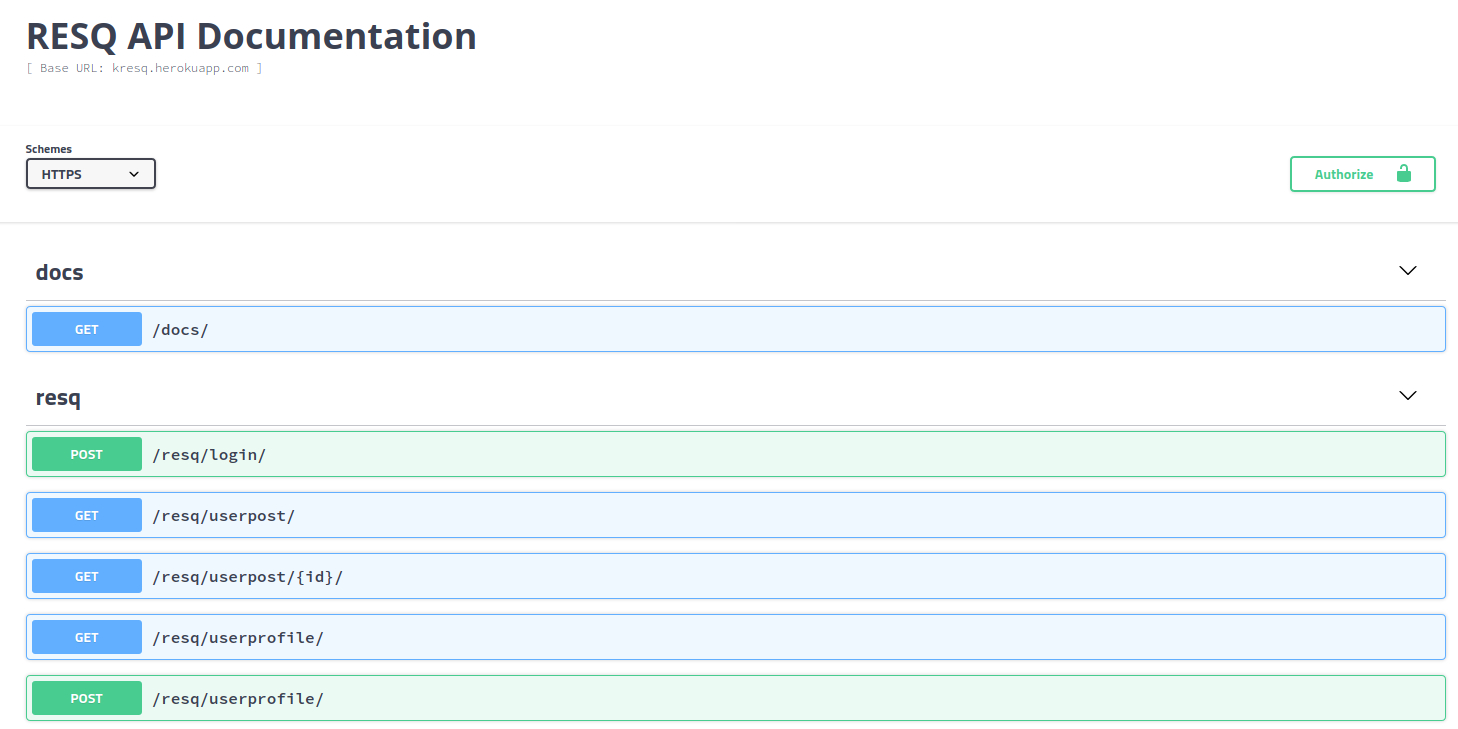 RESQ API Documentation
[ Base URL: kresq.herokuapp.com ]
Schemes
HTTPS
Authorize
docs
GET /docs/
resq
POST /resq/login/
GET /resq/userpost/
GET /resq/userpost/{id}/
GET /resq/userprofile/
POST /resq/userprofile/